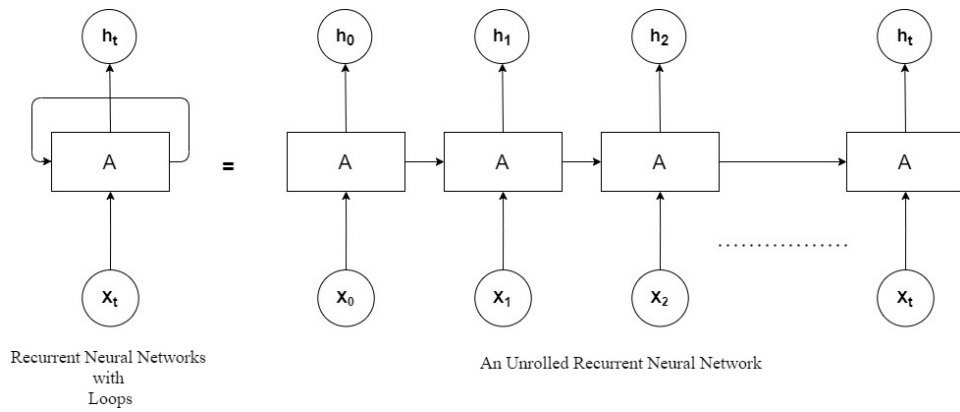 h_t h_0 h_1 h_2 h_t
A = A A A A
X_t X_0 X_1 X_2 X_t
....................
Recurrent Neural Networks
with
Loops
An Unrolled Recurrent Neural Network